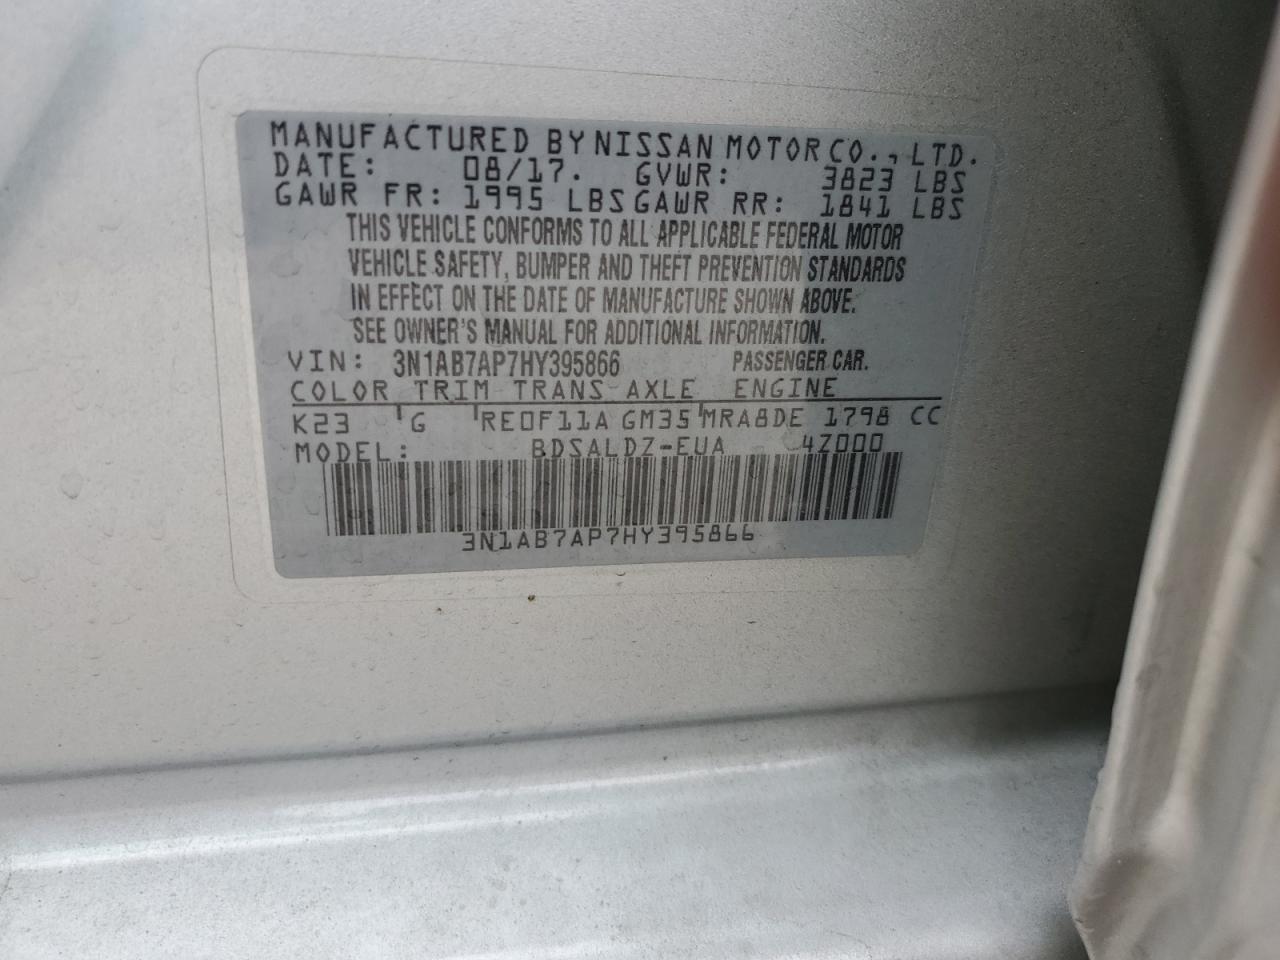 MANUFACTURED BY NISSAN MOTOR CO., LTD.
DATE: 08/17. GVWR: 3823 LBS
GAWR FR: 1995 LBS GAWR RR: 1841 LBS
THIS VEHICLE CONFORMS TO ALL APPLICABLE FEDERAL MOTOR
VEHICLE SAFETY, BUMPER AND THEFT PREVENTION STANDARDS
IN EFFECT ON THE DATE OF MANUFACTURE SHOWN ABOVE.
SEE OWNER'S MANUAL FOR ADDITIONAL INFORMATION.
VIN: 3N1AB7AP7HY395866 PASSENGER CAR.
COLOR TRIM TRANS AXLE ENGINE
K23 G RE0F11A GM35 MRA8DE 1798 CC
MODEL: BDSALDZ-EUA 4Z000
3N1AB7AP7HY395866